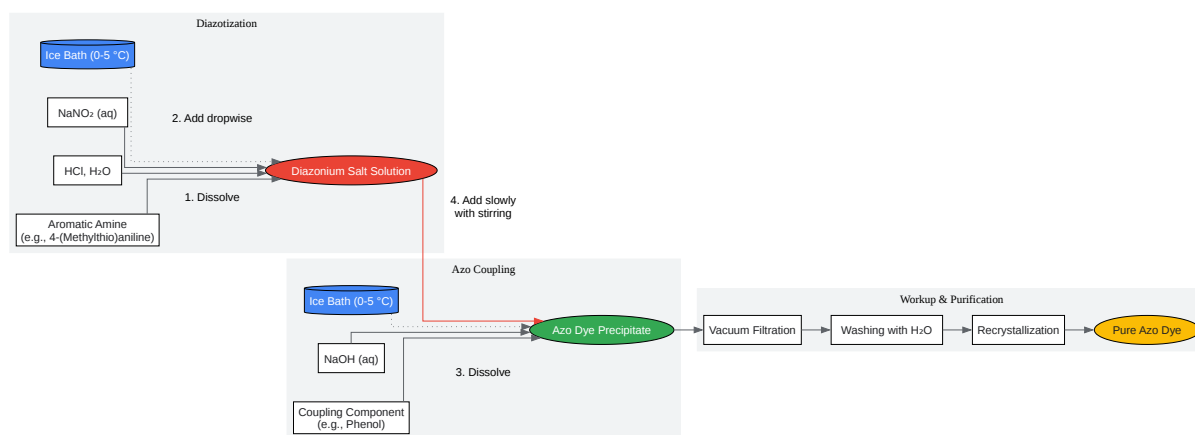 Diazotization
Ice Bath (0-5 °C)
NaNO₂ (aq)
2. Add dropwise
HCl, H₂O
Diazonium Salt Solution
1. Dissolve
Aromatic Amine
(e.g., 4-(Methylthio)aniline)
4. Add slowly
with stirring
Azo Coupling
Ice Bath (0-5 °C)
NaOH (aq)
Azo Dye Precipitate
3. Dissolve
Coupling Component
(e.g., Phenol)
Workup & Purification
Vacuum Filtration
Washing with H₂O
Recrystallization
Pure Azo Dye